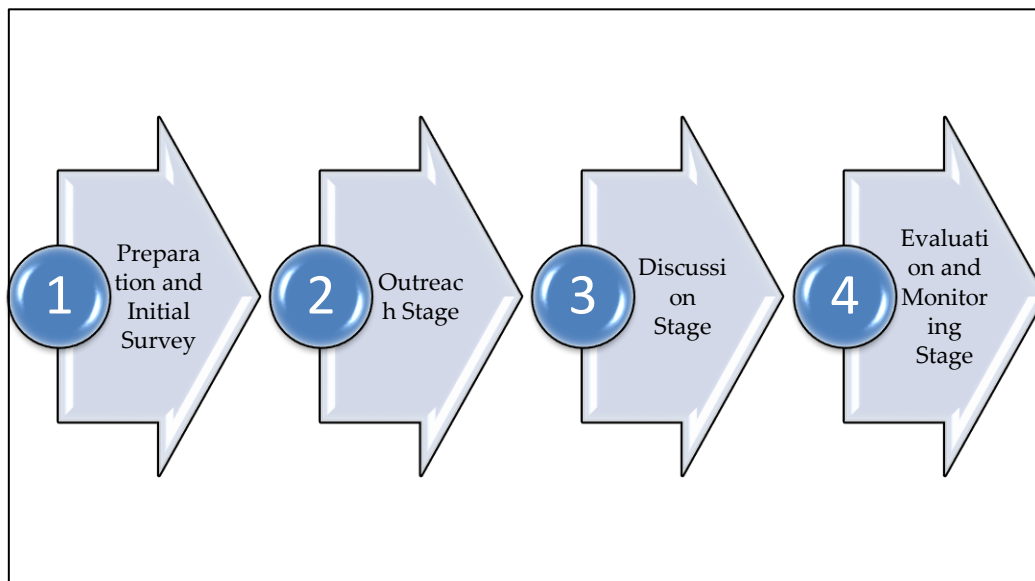 1
Prepara
tion and
Initial
Survey
2
Outreac
h Stage
3
Discussi
on
Stage
4
Evaluati
on and
Monitor
ing
Stage